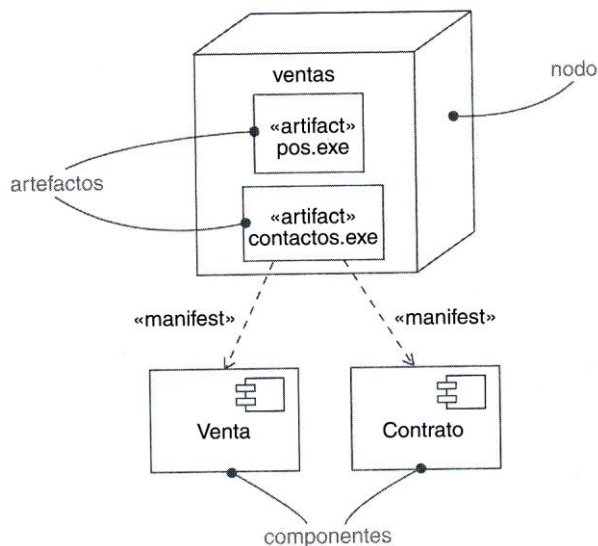 ventas
nodo
«artifact»
pos.exe
artefactos
«artifact»
contactos.exe
«manifest»
«manifest»
Venta
Contrato
componentes